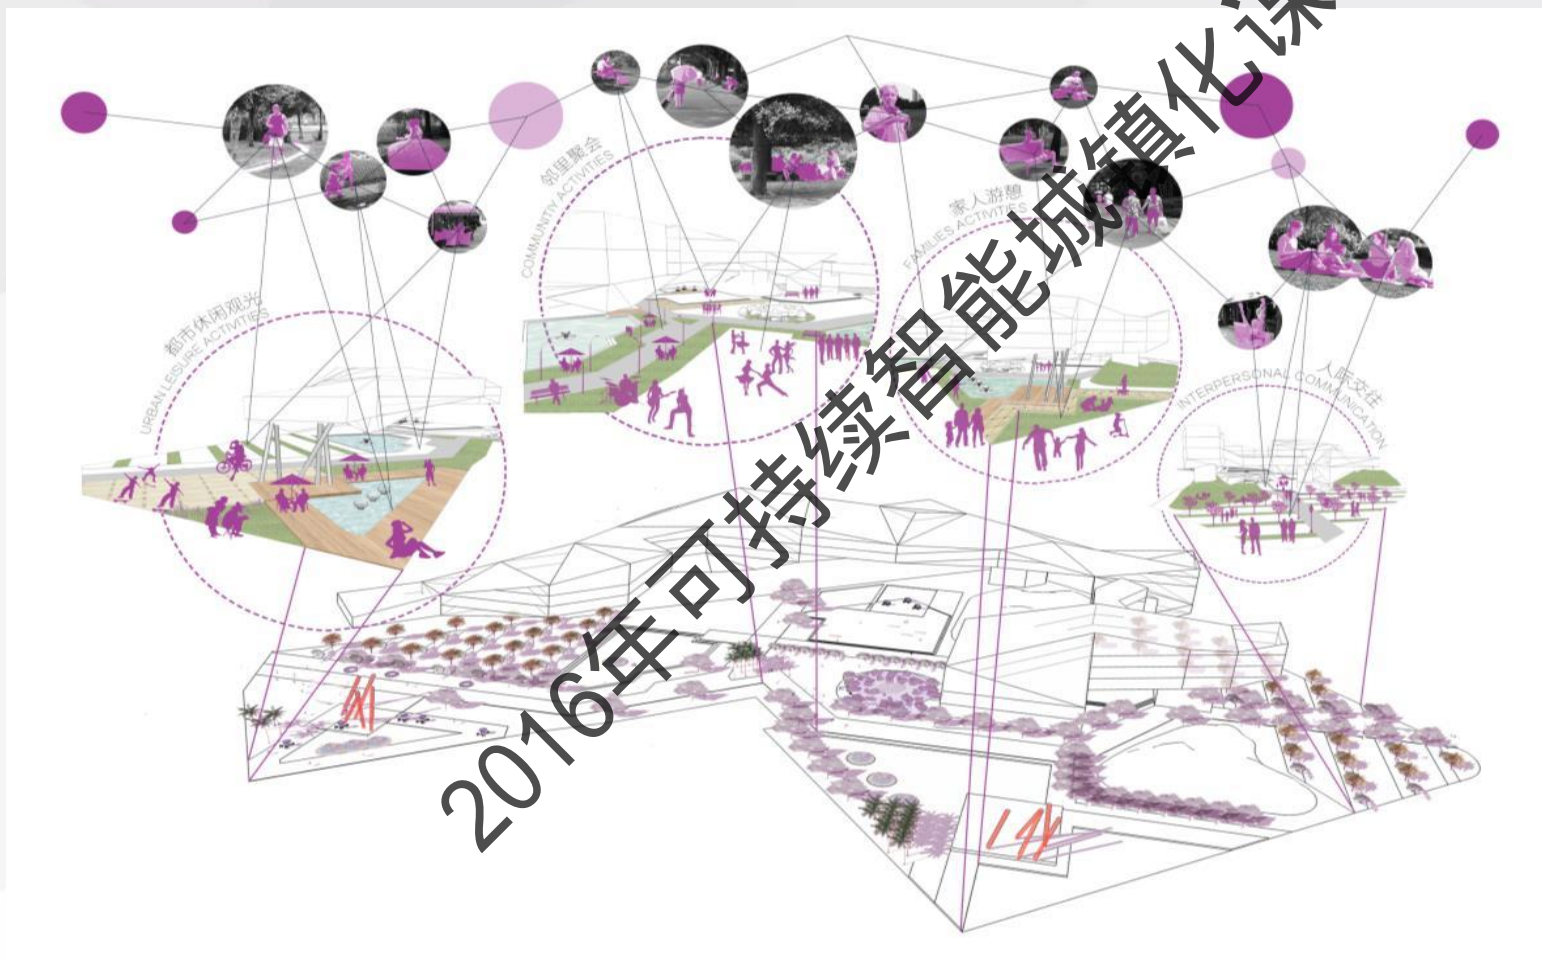 邻里聚会
COMMUNITIY ACTIVITIES
家人游憩
FAMILIES ACTIVITIES
都市休闲观光
URBAN LEISURE ACTIVITIES
人际交往
INTERPERSONAL COMMUNICATION
2016年可持续智能城镇化课